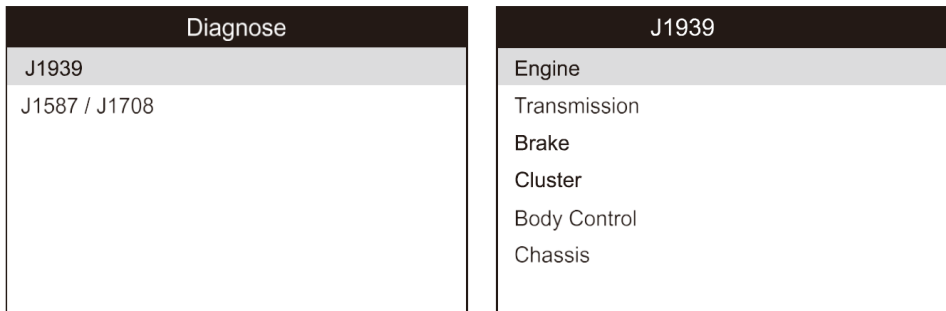 Diagnose
J1939
J1587 / J1708
J1939
Engine
Transmission
Brake
Cluster
Body Control
Chassis